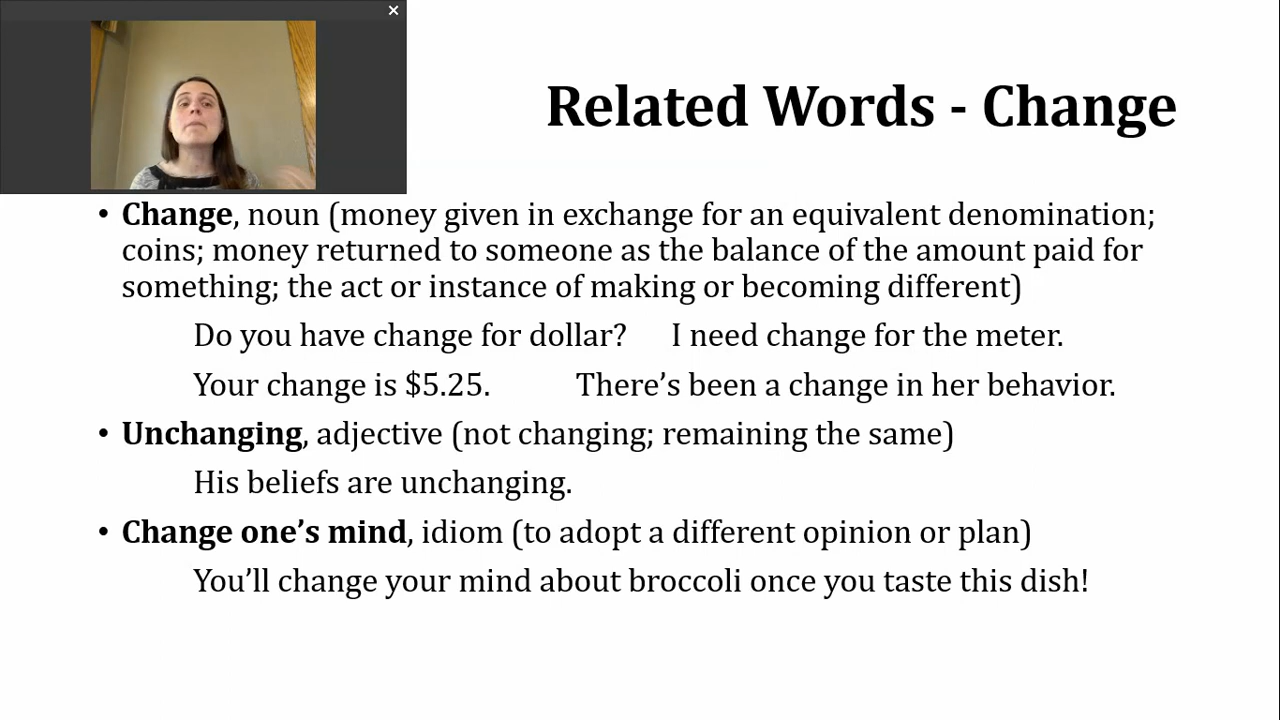 Related Words - Change
• Change, noun (money given in exchange for an equivalent denomination;
coins; money returned to someone as the balance of the amount paid for
something; the act or instance of making or becoming different)
Do you have change for dollar? I need change for the meter.
Your change is $5.25. There’s been a change in her behavior.
• Unchanging, adjective (not changing; remaining the same)
His beliefs are unchanging.
• Change one’s mind, idiom (to adopt a different opinion or plan)
You’ll change your mind about broccoli once you taste this dish!